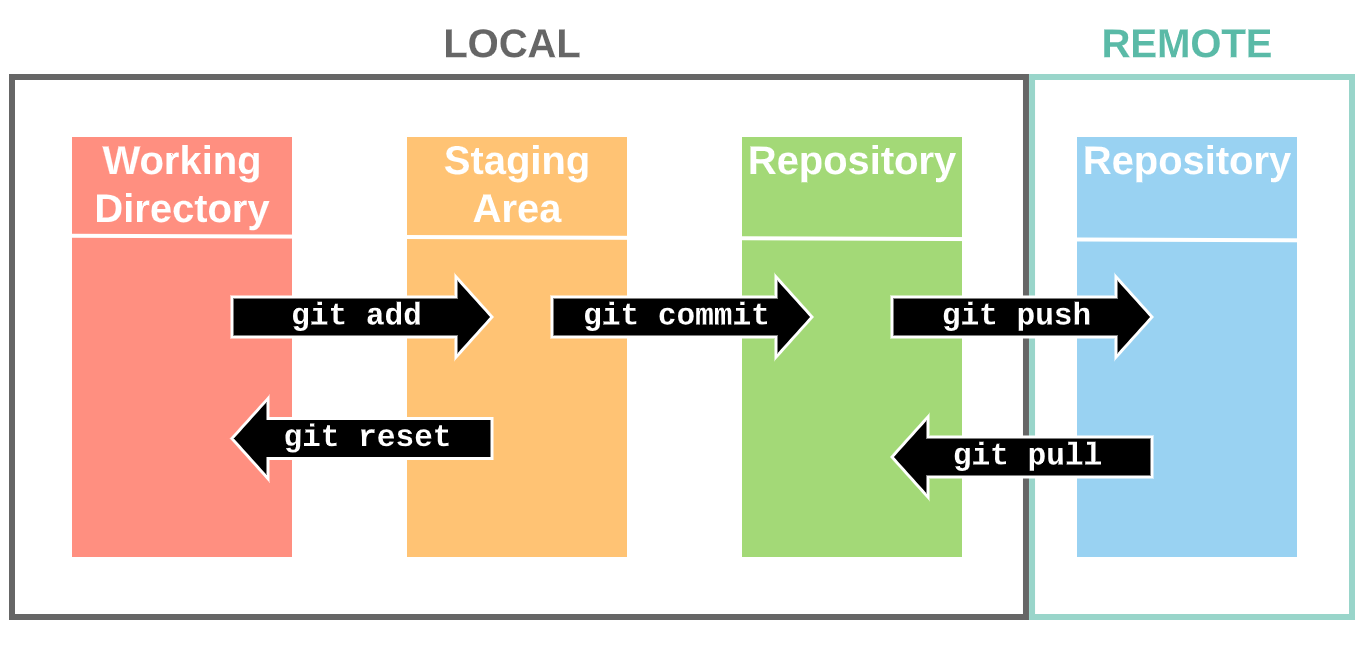 LOCAL
REMOTE
Working
Directory
Staging
Area
Repository
Repository
git add
git commit
git push
git reset
git pull